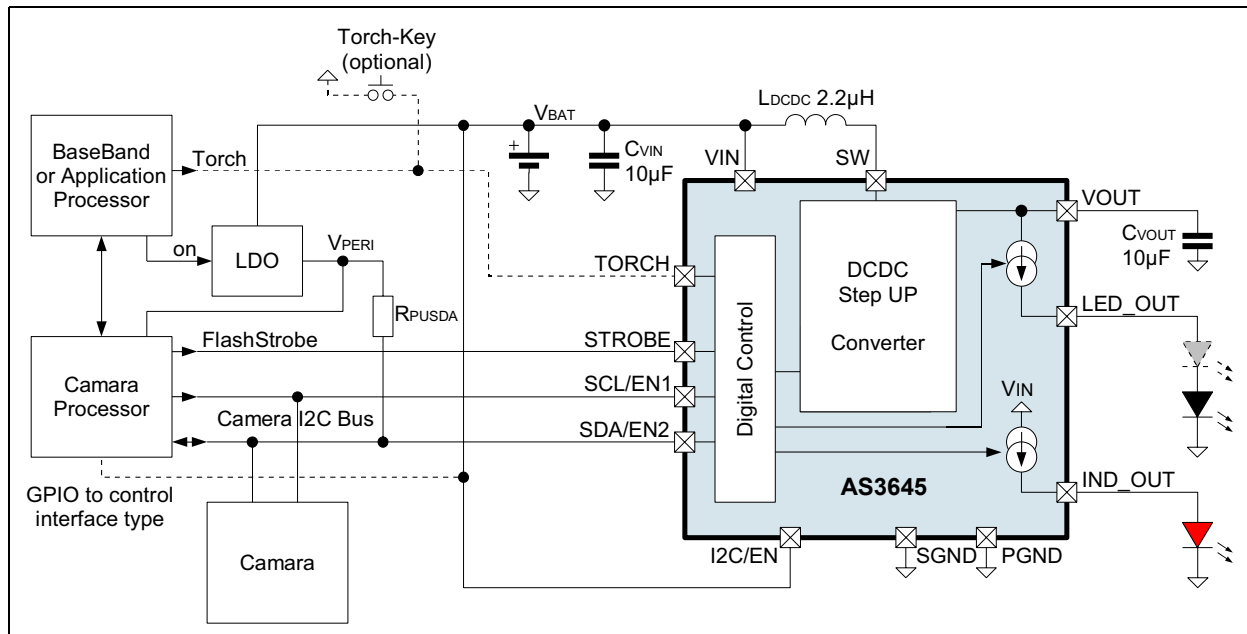 Torch-Key
(optional)
LDCDC 2.2µH
VBAT
BaseBand
or Application
Processor
Torch
CVIN
10µF
VIN
SW
VOUT
CVOUT
10µF
on
LDO
VPERI
TORCH
DCDC
Step UP
Converter
RPUSDA
LED_OUT
FlashStrobe
STROBE
Camara
Processor
SCL/EN1
Digital Control
VIN
Camera I2C Bus
SDA/EN2
GPIO to control
interface type
AS3645
IND_OUT
Camara
I2C/EN
SGND
PGND